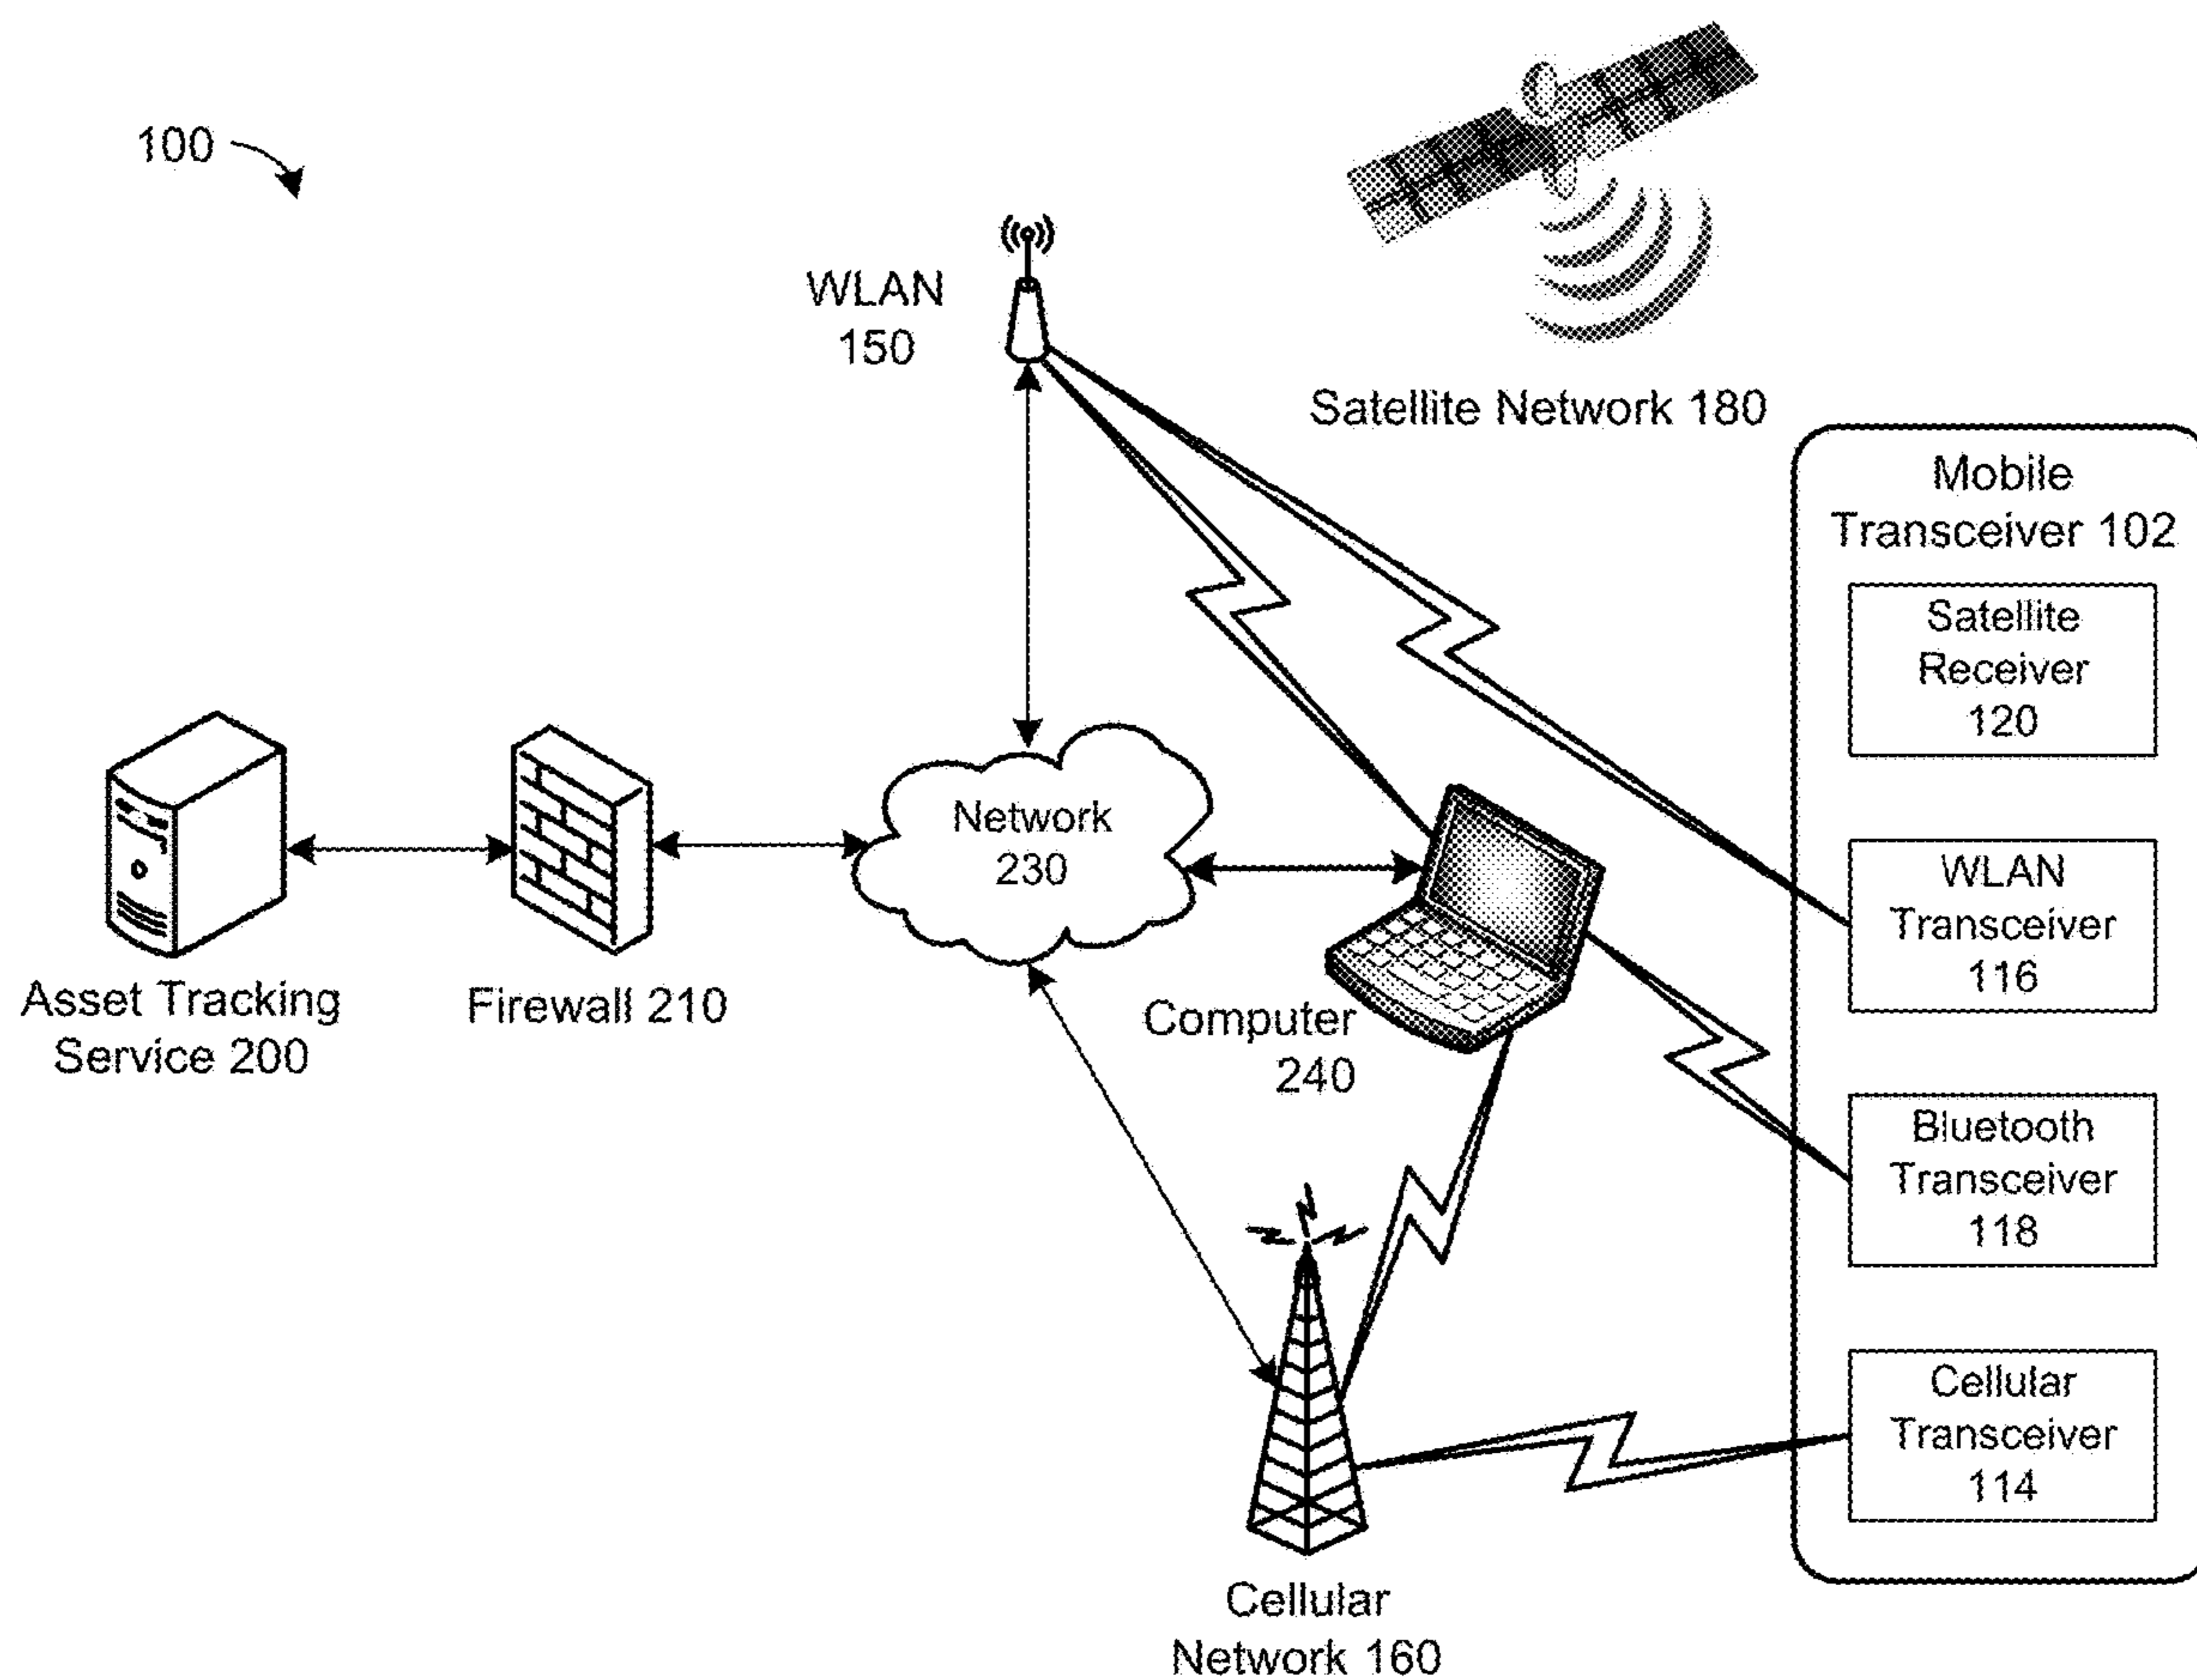 100
WLAN
150
Satellite Network 180
Mobile
Transceiver 102
Satellite
Receiver
120
WLAN
Transceiver
116
Bluetooth
Transceiver
118
Cellular
Transceiver
114
Network
230
Asset Tracking
Service 200
Firewall 210
Computer
240
Cellular
Network 160